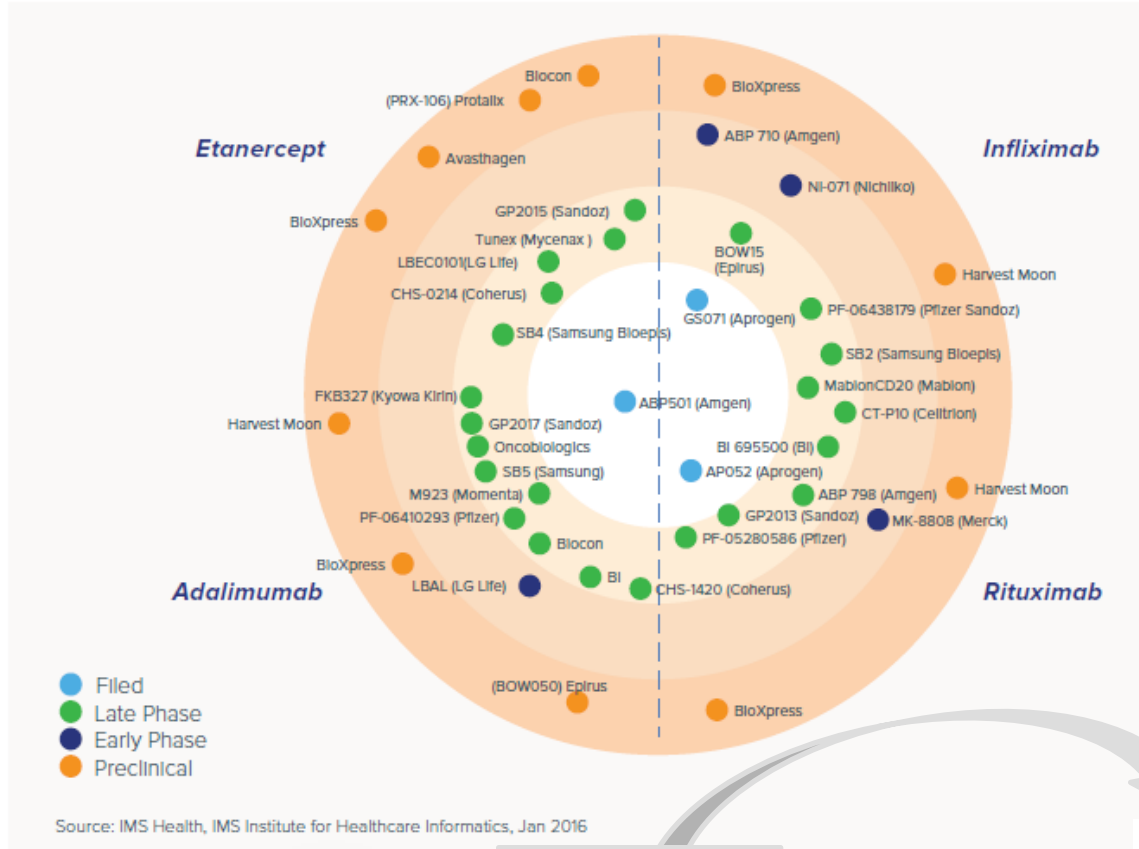 Biocon
(PRX-106) Protalix
BioXpress
ABP 710 (Amgen)
Etanercept
Infliximab
Avasthagen
NI-071 (Nichiiko)
BioXpress
GP2015 (Sandoz)
Tunex (Mycenax )
BOW15
(Epirus)
LBEC0101(LG Life)
Harvest Moon
CHS-0214 (Coherus)
PF-06438179 (Pfizer Sandoz)
GS071 (Aprogen)
SB4 (Samsung Bioepis)
SB2 (Samsung Bioepis)
MabionCD20 (Mabion)
FKB327 (Kyowa Kirin)
ABP501 (Amgen)
CT-P10 (Celltrion)
Harvest Moon
GP2017 (Sandoz)
Oncobiologics
BI 695500 (BI)
SB5 (Samsung)
AP052 (Aprogen)
Harvest Moon
M923 (Momenta)
ABP 798 (Amgen)
PF-06410293 (Pfizer)
GP2013 (Sandoz)
MK-8808 (Merck)
PF-05280586 (Pfizer)
Biocon
BioXpress
BI
LBAL (LG Life)
CHS-1420 (Coherus)
Adalimumab
Rituximab
(BOW050) Epirus
BioXpress
Filed
Late Phase
Early Phase
Preclinical
Source: IMS Health, IMS Institute for Healthcare Informatics, Jan 2016